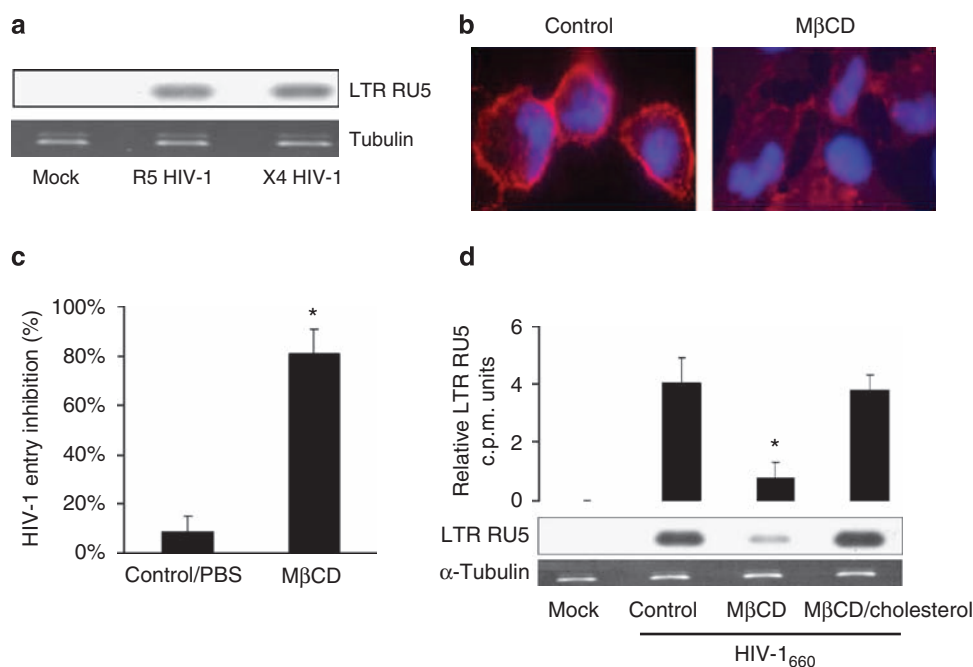 a
LTR RU5
Tubulin
Mock R5 HIV-1 X4 HIV-1
b
Control MβCD
c
HIV-1 entry inhibition (%)
100%
80%
60%
40%
20%
0%
*
Control/PBS MβCD
d
Relative LTR RU5
c.p.m. units
6
4
2
0
*
LTR RU5
α-Tubulin
Mock Control MβCD MβCD/cholesterol
HIV-1660